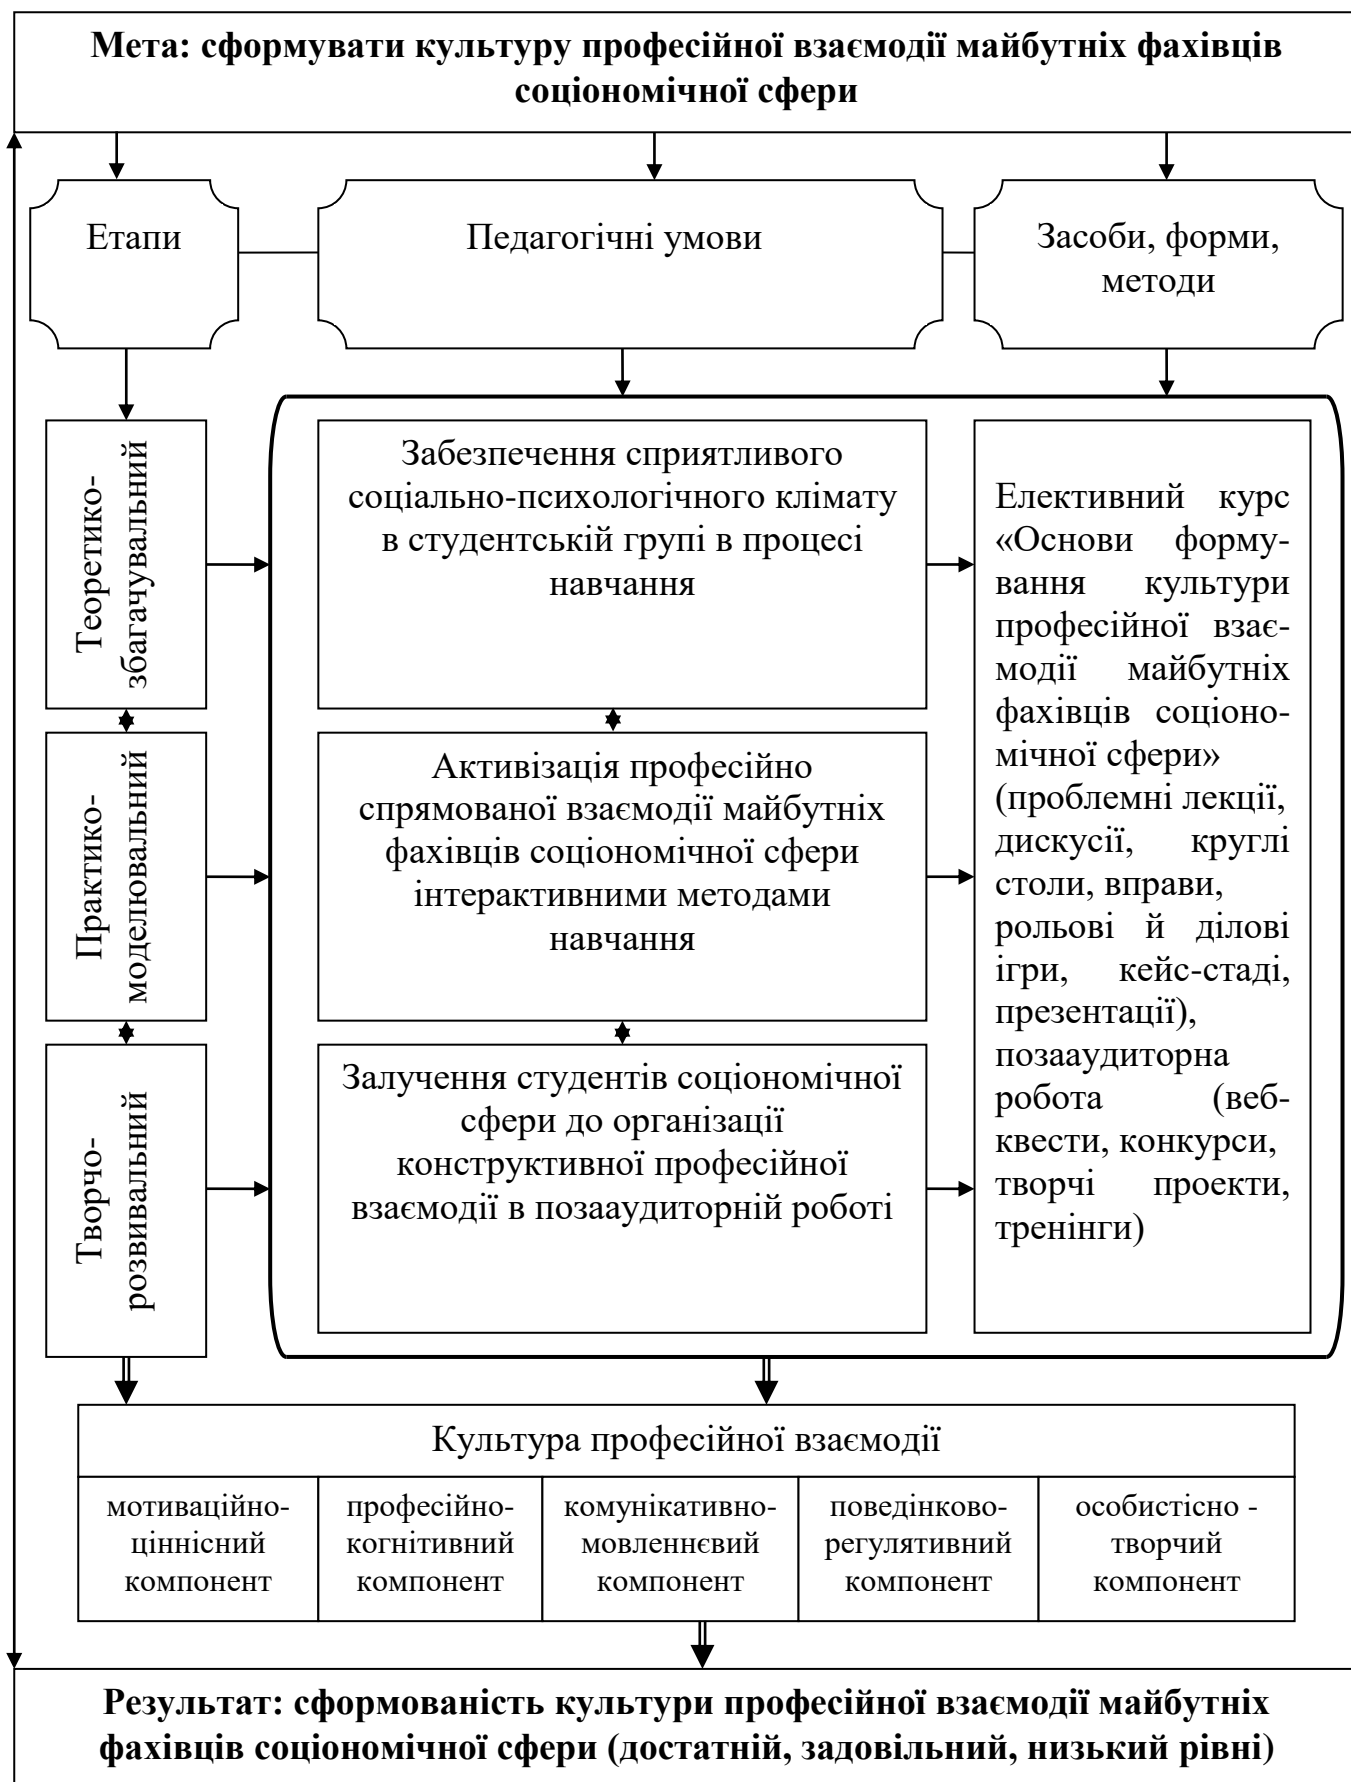 Мета: сформувати культуру професійної взаємодії майбутніх фахівців
соціономічної сфери
Етапи
Педагогічні умови
Засоби, форми,
методи
Теоретико-
збагачувальний
Забезпечення сприятливого
соціально-психологічного клімату
в студентській групі в процесі
навчання
Практико-
моделювальний
Активізація професійно
спрямованої взаємодії майбутніх
фахівців соціономічної сфери
інтерактивними методами
навчання
Творчо-
розвивальний
Залучення студентів соціономічної
сфери до організації
конструктивної професійної
взаємодії в позааудиторній роботі
Елективний курс
«Основи форму-
вання культури
професійної взає-
модії майбутніх
фахівців соціоно-
мічної сфери»
(проблемні лекції,
дискусії, круглі
столи, вправи,
рольові й ділові
ігри, кейс-стаді,
презентації),
позааудиторна
робота (веб-
квести, конкурси,
творчі проекти,
тренінги)
Культура професійної взаємодії
мотиваційно-
ціннісний
компонент
професійно-
когнітивний
компонент
комунікативно-
мовленнєвий
компонент
поведінково-
регулятивний
компонент
особистісно -
творчий
компонент
Результат: сформованість культури професійної взаємодії майбутніх
фахівців соціономічної сфери (достатній, задовільний, низький рівні)